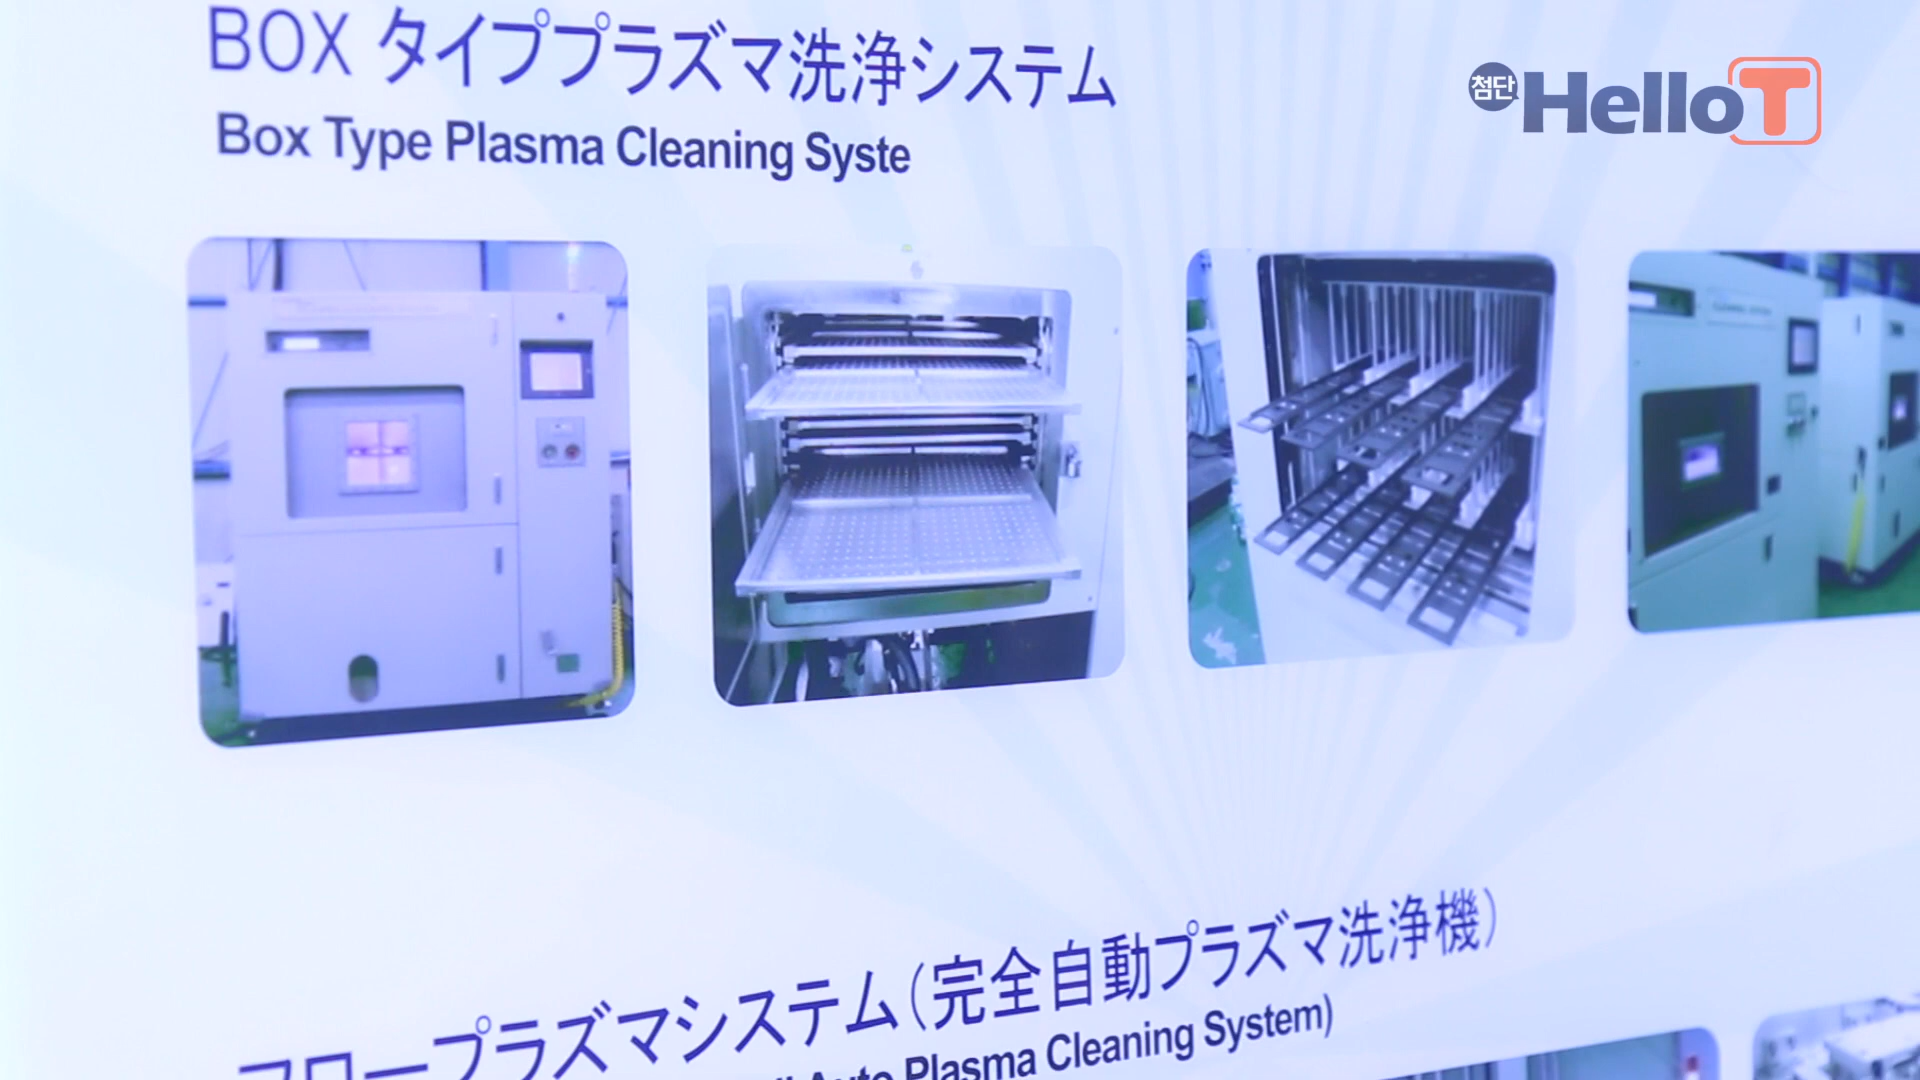 BOX タイププラズマ洗浄システム
Box Type Plasma Cleaning Syste
첨단 HelloT
フロープラズマシステム(完全自動プラズマ洗浄機)
Auto Plasma Cleaning System)